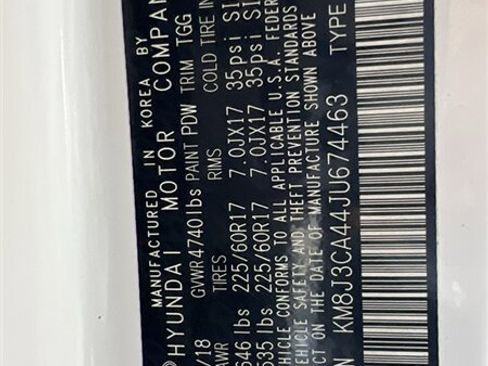 MANUFACTURED IN KOREA BY
HYUNDAI MOTOR COMPAN
/18 GVWR 4740lbs PAINT PDW TRIM TGG
AWR TIRES RIMS COLD TIRE IN
646 lbs 225/60R17 7.0JX17 35psi SI
535 lbs 225/60R17 7.0JX17 35psi SI
EHICLE CONFORMS TO ALL APPLICABLE U.S.A. FEDER
VEHICLE SAFETY AND THEFT PREVENTION STANDARDS
CT ON THE DATE OF MANUFACTURE SHOWN ABOVE
N KM8J3CA44JU674463 TYPE